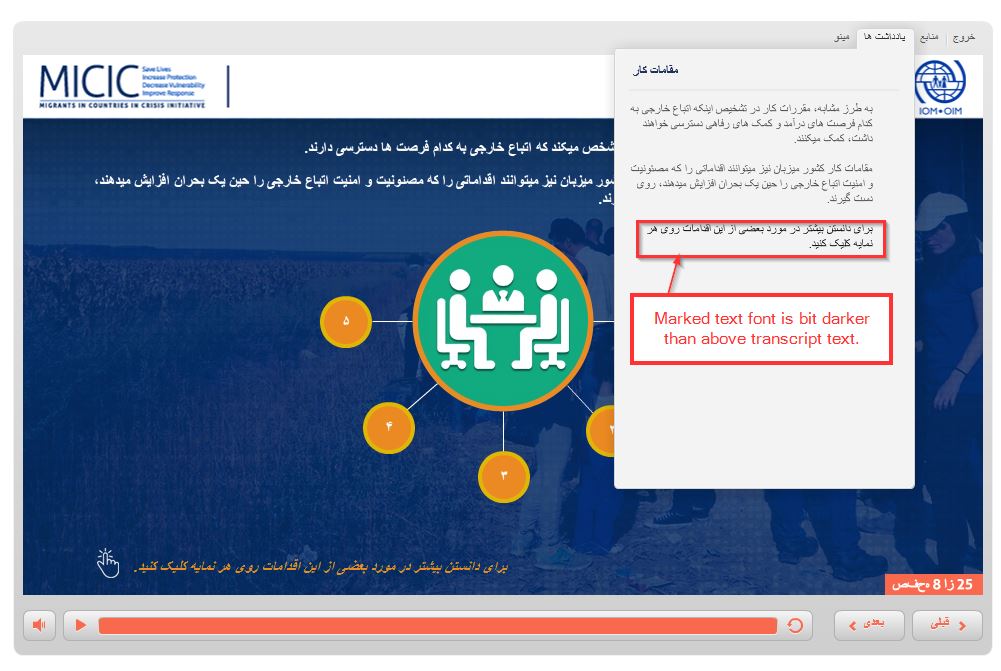 خروج
منابع
یادداشت ها
مینو
MICIC
Save Lives
Increase Protection
Decrease Vulnerability
Improve Response
MIGRANTS IN COUNTRIES IN CRISIS INITIATIVE
IOM•OIM
مقامات کار
به طرز مشابه، مقررات کار در تشخیص اینکه اتباع خارجی به
کدام فرصت های درآمد و کمک های رفاهی دسترسی خواهند
داشت، کمک میکنند.
مقامات کار کشور میزبان نیز میتوانند اقداماتی را که مصئونیت
و امنیت اتباع خارجی را حین یک بحران افزایش میدهند، روی
دست گیرند.
برای دانستن بیشتر در مورد بعضی از این اقدامات روی هر
نمایه کلیک کنید.
Marked text font is bit darker
than above transcript text.
شخص میکند که اتباع خارجی به کدام فرصت ها دسترسی دارند.
ور میزبان نیز میتوانند اقداماتی را که مصئونیت و امنیت اتباع خارجی را حین یک بحران افزایش میدهند،
ند.
۵
۴
۳
۲
برای دانستن بیشتر در مورد بعضی از این اقدامات روی هر نمایه کلیک کنید.
صفحه 8 از 25
قبلی
بعدی